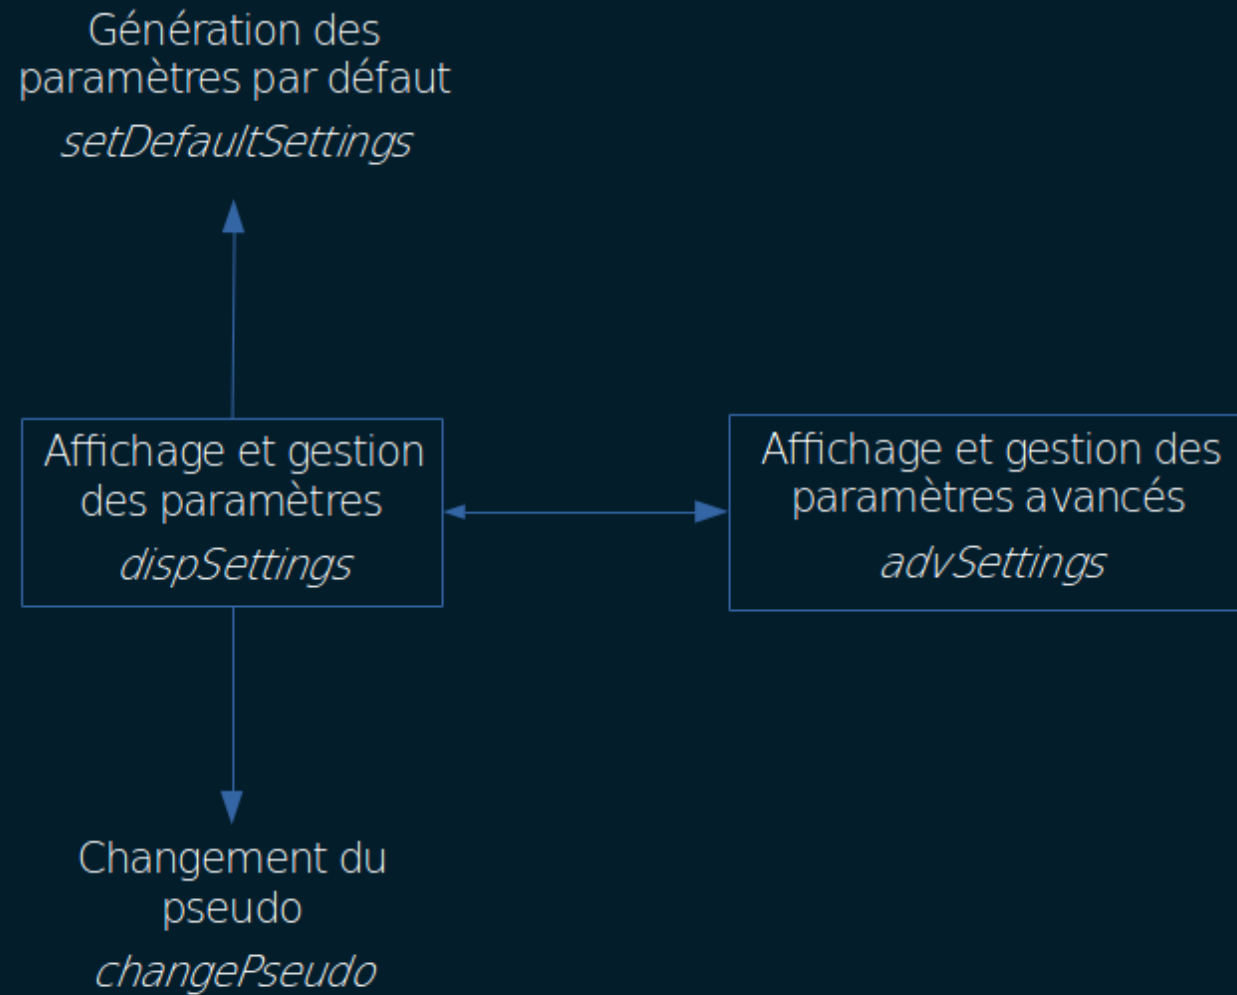 Génération des
paramètres par défaut
setDefaultSettings
Affichage et gestion
des paramètres
dispSettings
Affichage et gestion des
paramètres avancés
advSettings
Changement du
pseudo
changePseudo